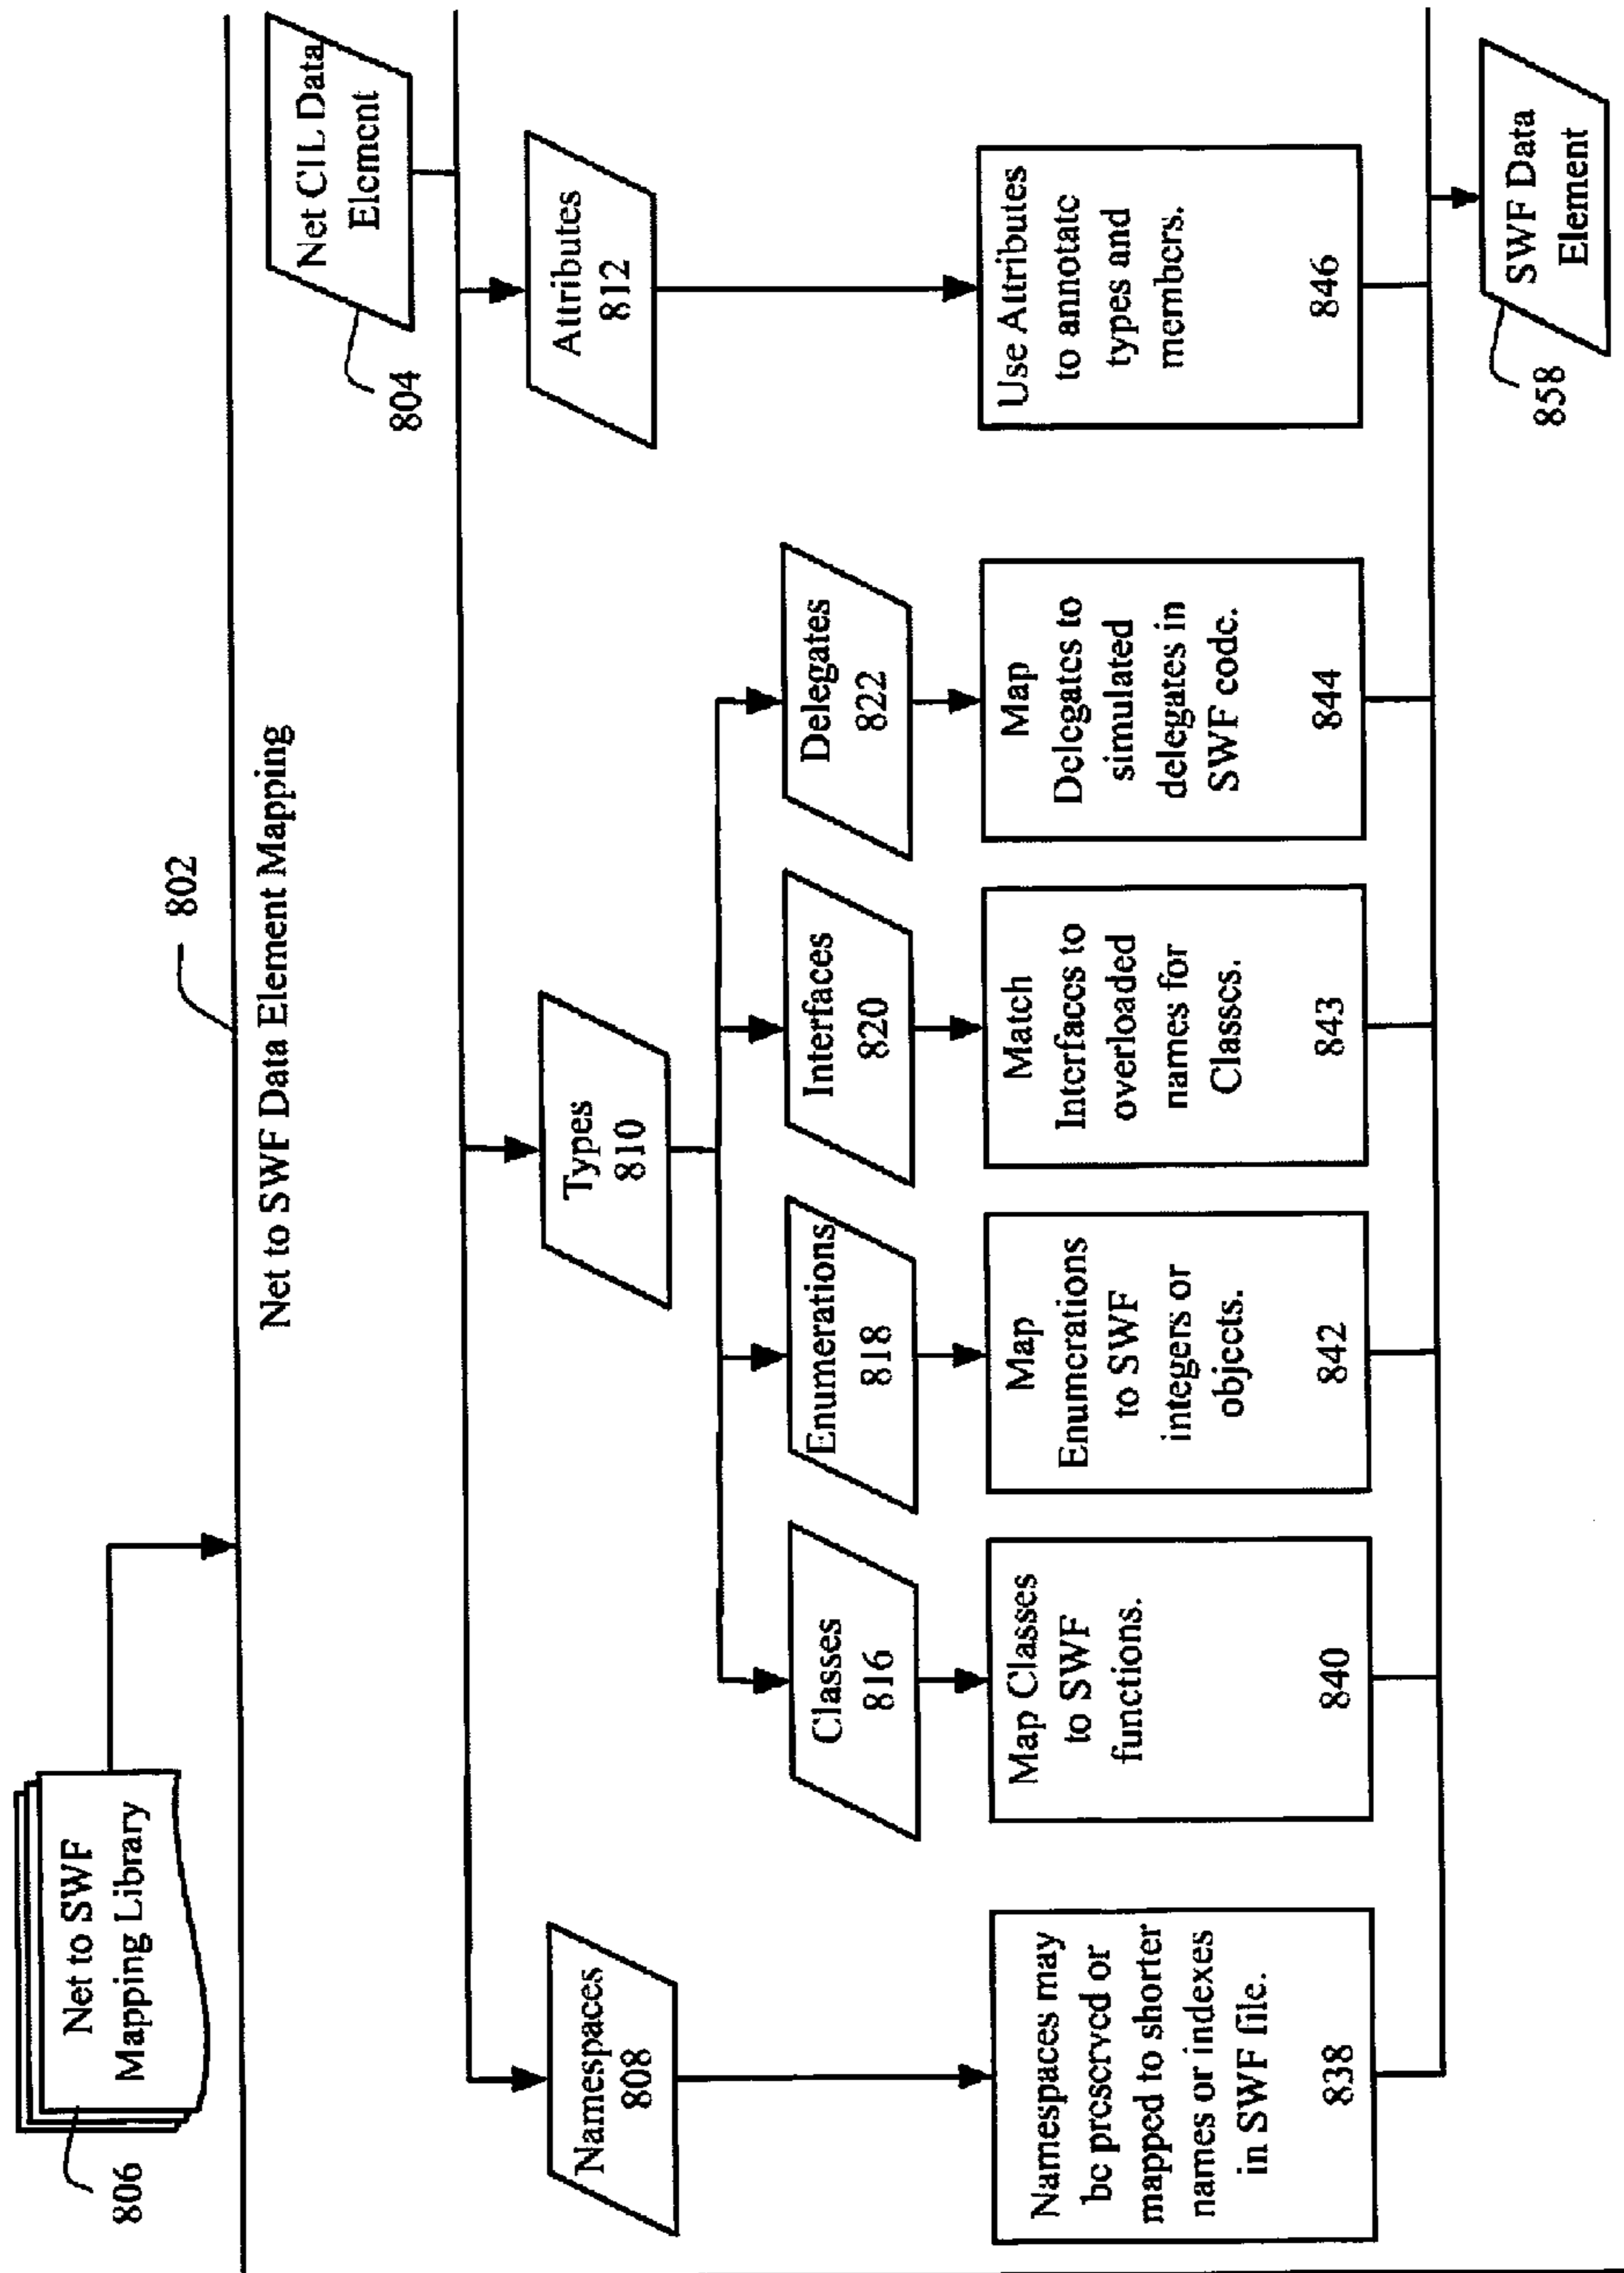 806
Net to SWF
Mapping Library
802
Net to SWF Data Element Mapping
804
Net CIL Data
Element
Namespaces
808
Types
810
Attributes
812
Classes
816
Enumerations
818
Interfaces
820
Delegates
822
Namespaces may
be preserved or
mapped to shorter
names or indexes
in SWF file.
838
Map Classes
to SWF
functions.
840
Map
Enumerations
to SWF
integers or
objects.
842
Match
Interfaces to
overloaded
names for
Classes.
843
Map
Delegates to
simulated
delegates in
SWF code.
844
Use Attributes
to annotate
types and
members.
846
858
SWF Data
Element